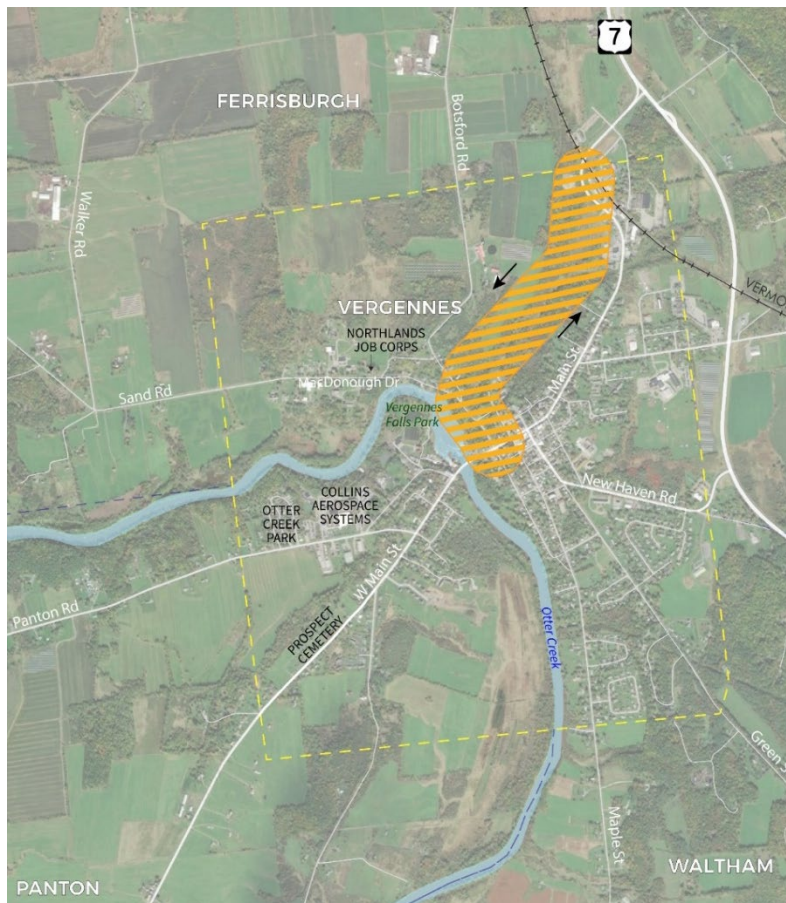 7
FERRISBURGH
Botsford Rd
Walker Rd
VERGENNES
VERMO
NORTHLANDS
JOB CORPS
Main St
Sand Rd
MacDonough Dr
Vergennes
Falls Park
New Haven Rd
COLLINS
AEROSPACE
SYSTEMS
OTTER
CREEK
PARK
W Main St
Panton Rd
PROSPECT
CEMETERY
Otter Creek
Green S
Maple St
WALTHAM
PANTON